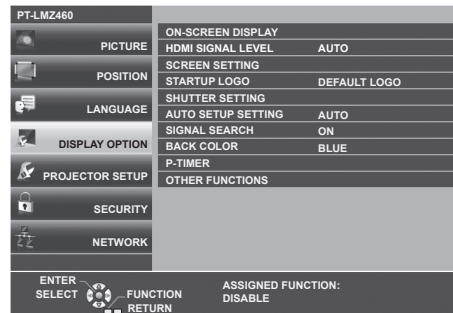 PT-LMZ460
PICTURE
POSITION
LANGUAGE
DISPLAY OPTION
PROJECTOR SETUP
SECURITY
NETWORK
ON-SCREEN DISPLAY
HDMI SIGNAL LEVEL AUTO
SCREEN SETTING
STARTUP LOGO DEFAULT LOGO
SHUTTER SETTING
AUTO SETUP SETTING AUTO
SIGNAL SEARCH ON
BACK COLOR BLUE
P-TIMER
OTHER FUNCTIONS
ENTER
SELECT
FUNCTION
RETURN
ASSIGNED FUNCTION:
DISABLE